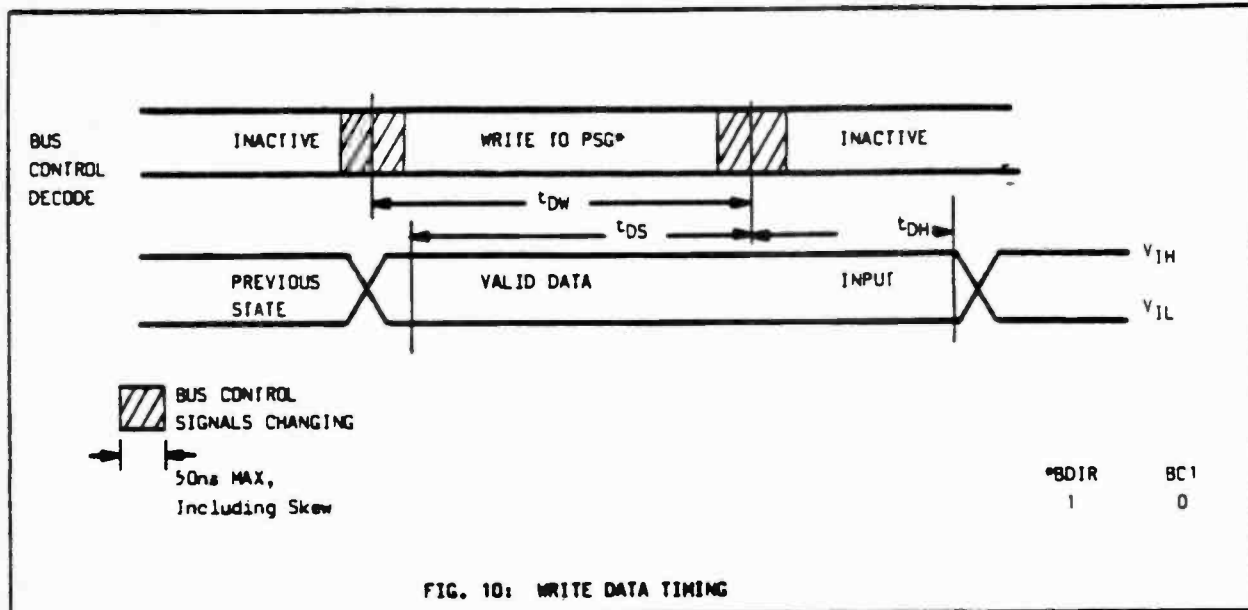 BUS
CONTROL
DECODE
INACTIVE
WRITE TO PSG*
INACTIVE
tDW
tDS
tDH
PREVIOUS
STATE
VALID DATA
INPUT
VIH
VIL
BUS CONTROL
SIGNALS CHANGING
50ns MAX,
Including Skew
*BDIR BC1
1 0
FIG. 10: WRITE DATA TIMING